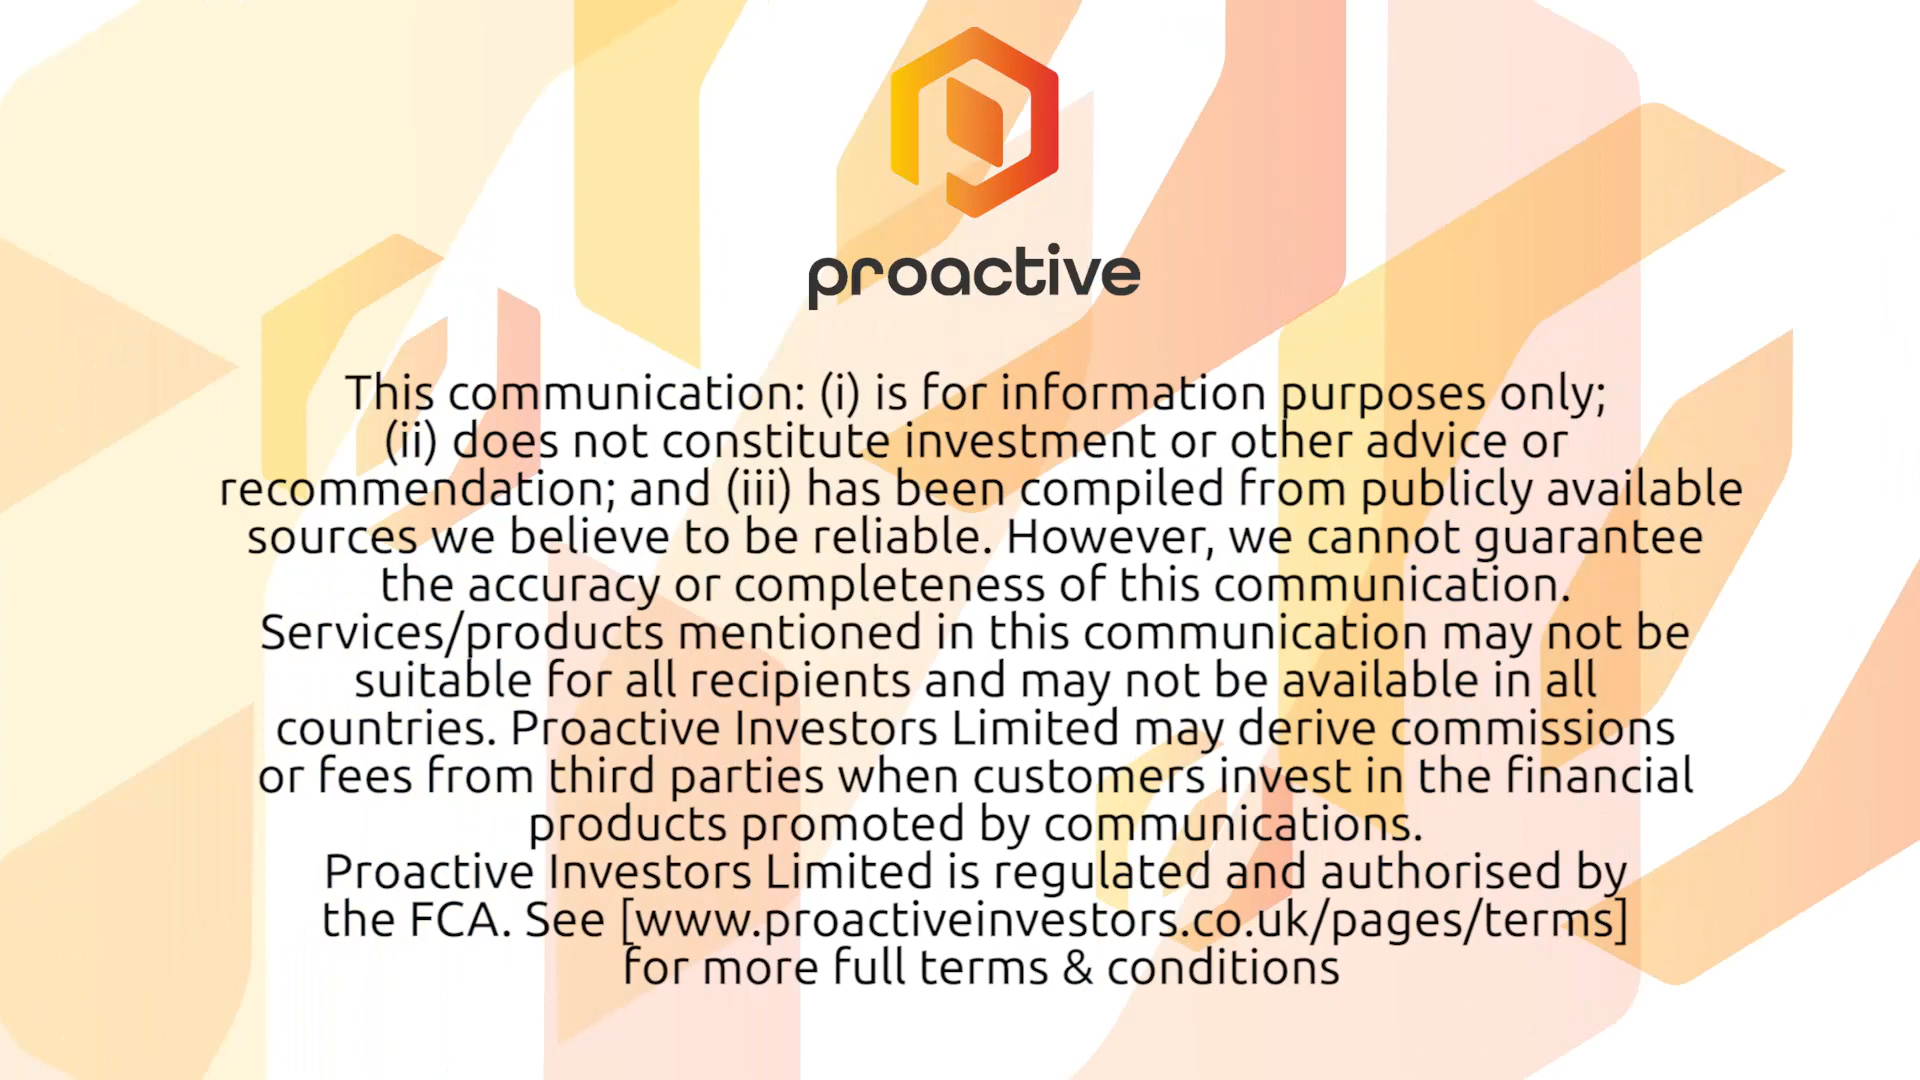 proactive
This communication: (i) is for information purposes only;
(ii) does not constitute investment or other advice or
recommendation; and (iii) has been compiled from publicly available
sources we believe to be reliable. However, we cannot guarantee
the accuracy or completeness of this communication.
Services/products mentioned in this communication may not be
suitable for all recipients and may not be available in all
countries. Proactive Investors Limited may derive commissions
or fees from third parties when customers invest in the financial
products promoted by communications.
Proactive Investors Limited is regulated and authorised by
the FCA. See [www.proactiveinvestors.co.uk/pages/terms]
for more full terms & conditions